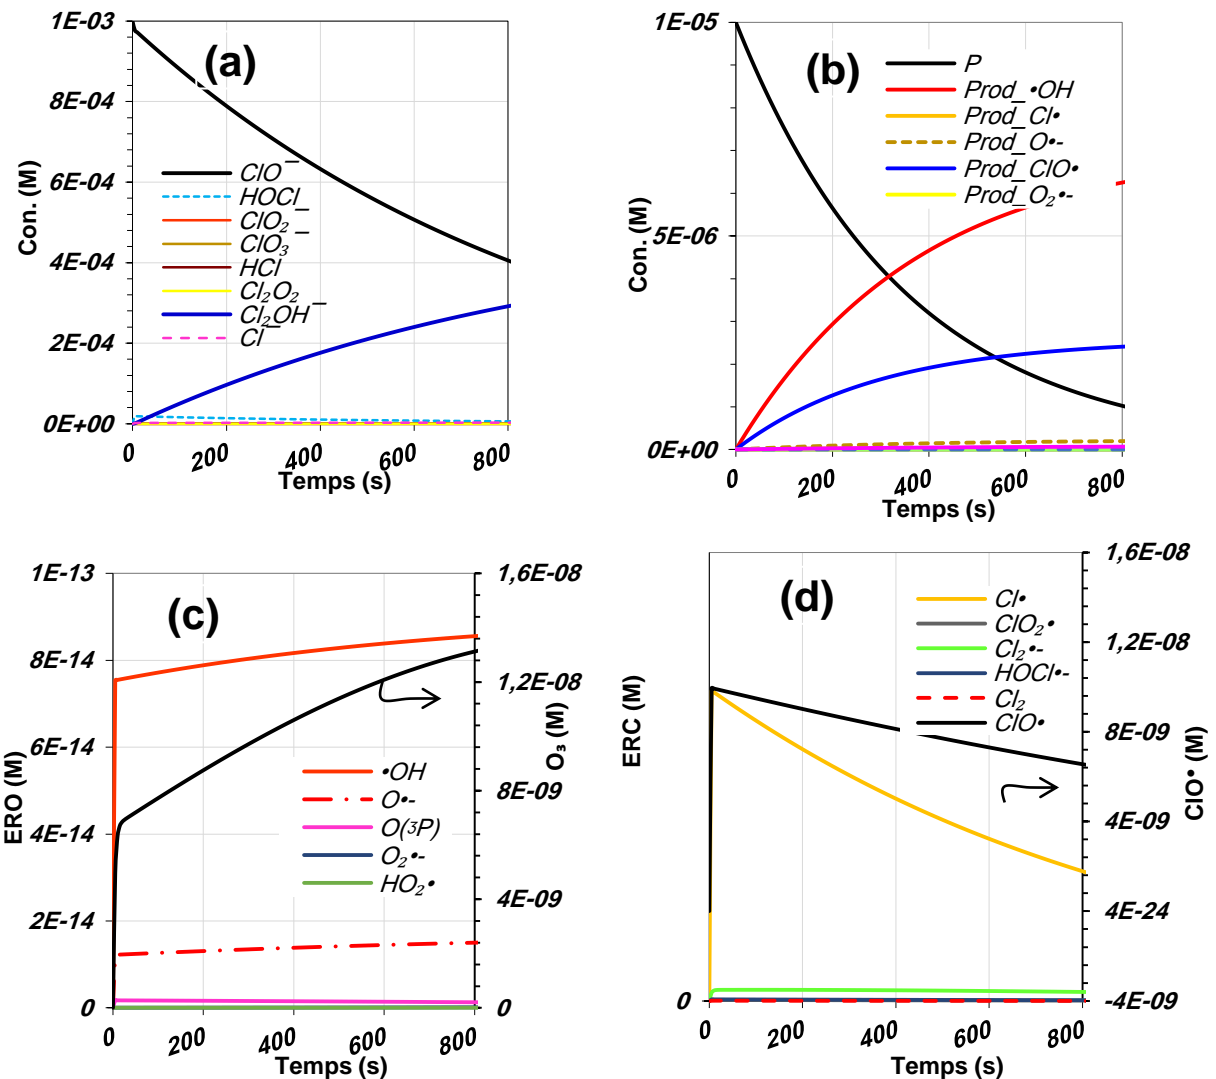 (a)
1E-03
8E-04
6E-04
4E-04
2E-04
0E+00
Con. (M)
ClO⁻
HOCl
ClO₂⁻
ClO₃⁻
HCl
Cl₂O₂
Cl₂OH⁻
Cl⁻
0
200
400
600
800
Temps (s)
(b)
1E-05
5E-06
0E+00
Con. (M)
P
Prod_•OH
Prod_Cl•
Prod_O•-
Prod_ClO•
Prod_O₂•-
0
200
400
600
800
Temps (s)
(c)
1E-13
8E-14
6E-14
4E-14
2E-14
0
ERO (M)
•OH
O•-
O(³P)
O₂•-
HO₂•
1,6E-08
1,2E-08
8E-09
4E-09
0
O₃ (M)
0
200
400
600
800
Temps (s)
(d)
0
ERC (M)
Cl•
ClO₂•
Cl₂•-
HOCl•-
Cl₂
ClO•
1,6E-08
1,2E-08
8E-09
4E-09
4E-24
-4E-09
ClO• (M)
0
200
400
600
800
Temps (s)